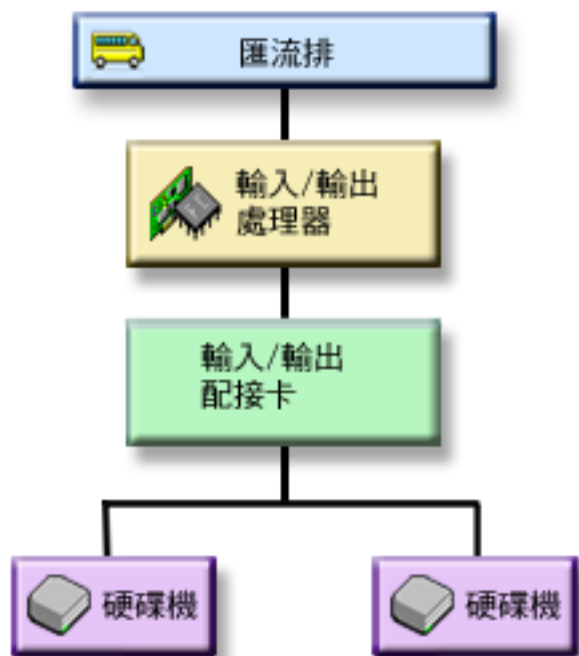 匯流排
輸入/輸出
處理器
輸入/輸出
配接卡
硬碟機
硬碟機